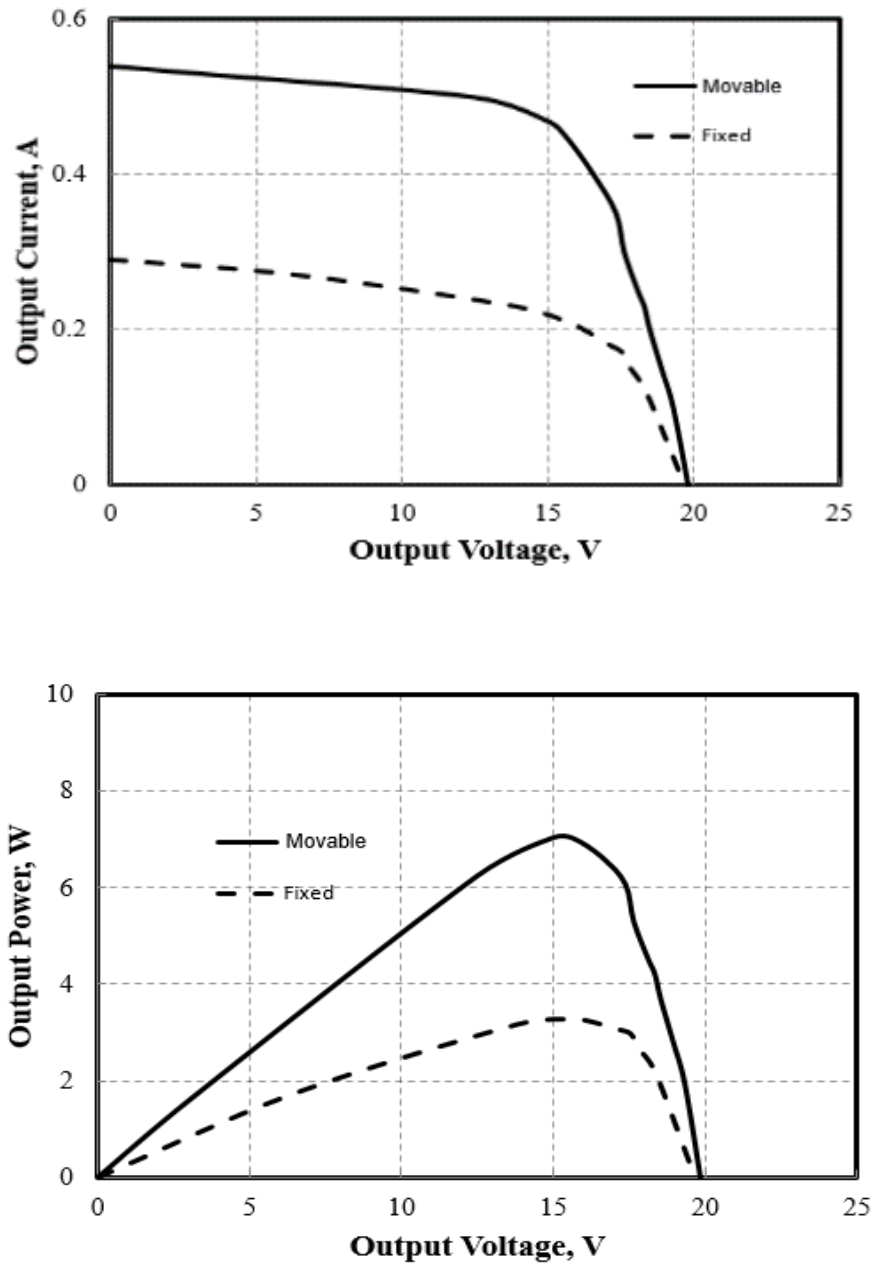 0.6
Movable
Fixed
0.4
0.2
0
Output Current, A
0 5 10 15 20 25
Output Voltage, V
10
8
Movable
6
Fixed
4
2
0
Output Power, W
0 5 10 15 20 25
Output Voltage, V